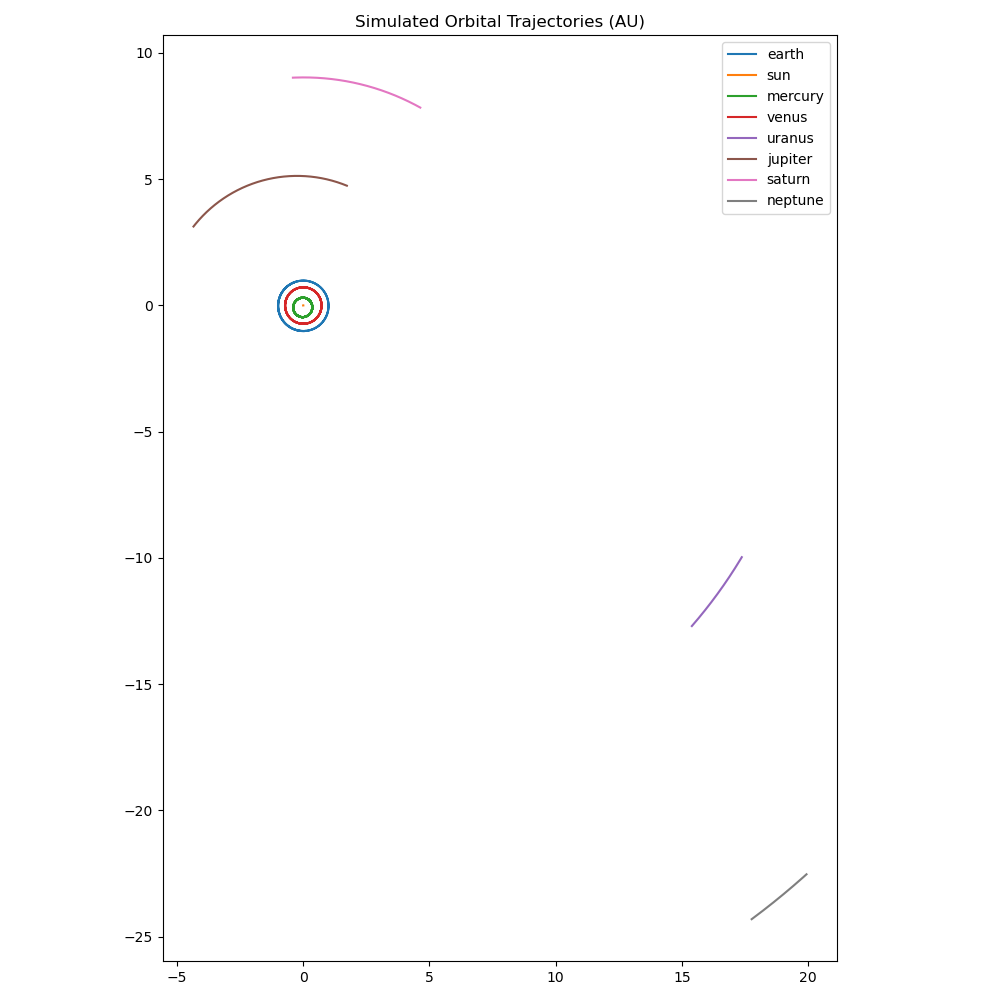 Simulated Orbital Trajectories (AU)
earth
sun
mercury
venus
uranus
jupiter
saturn
neptune
10
5
0
−5
−10
−15
−20
−25
−5 0 5 10 15 20